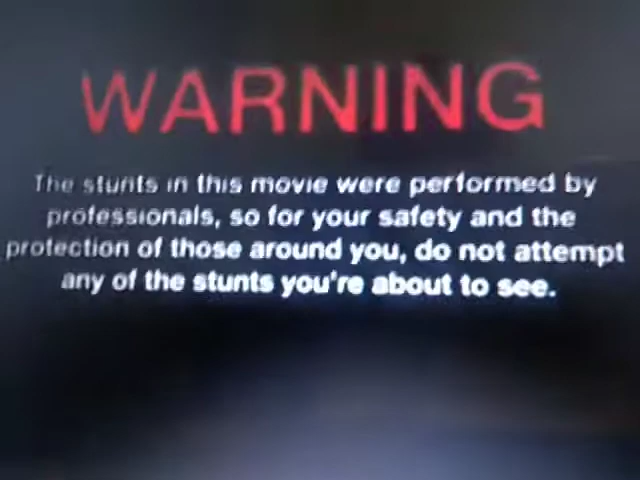 WARNING
The stunts in this movie were performed by
professionals, so for your safety and the
protection of those around you, do not attempt
any of the stunts you're about to see.